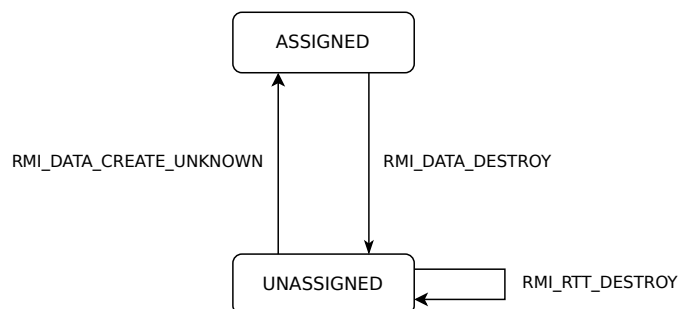 ASSIGNED
RMI_DATA_CREATE_UNKNOWN
RMI_DATA_DESTROY
UNASSIGNED
RMI_RTT_DESTROY